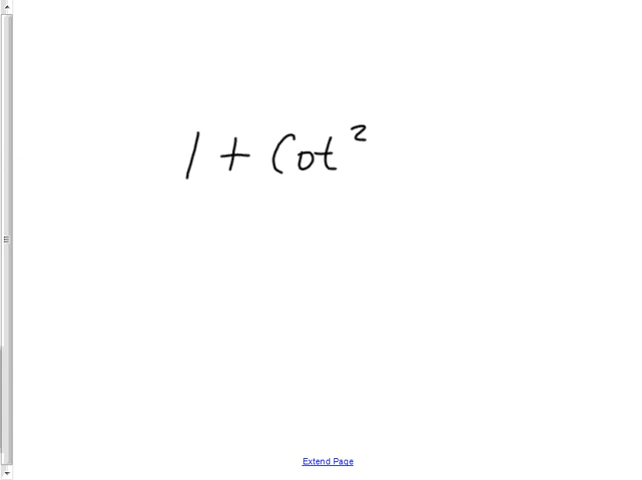 1 + Cot²
Extend Page